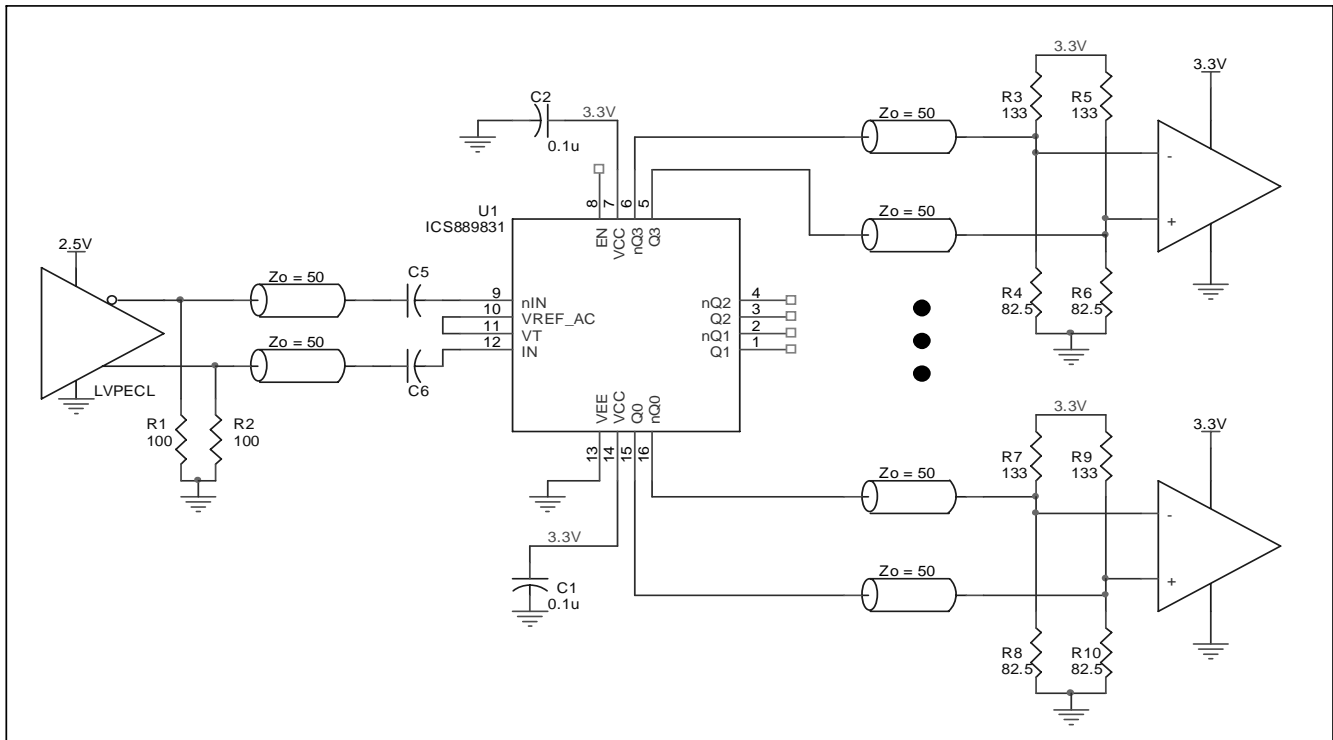 3.3V
3.3V
C2
3.3V
Zo = 50
R3
133
R5
133
0.1u
-
8
7
6
5
U1
ICS889831
Zo = 50
+
EN
VCC
nQ3
Q3
2.5V
Zo = 50
C5
R4
82.5
R6
82.5
9
nIN
10
VREF_AC
11
VT
12
IN
nQ2
4
Q2
3
nQ1
2
Q1
1
Zo = 50
LVPECL
C6
VEE
VCC
Q0
nQ0
3.3V
3.3V
R1
100
R2
100
13
14
15
16
Zo = 50
R7
133
R9
133
-
3.3V
Zo = 50
+
C1
0.1u
R8
82.5
R10
82.5